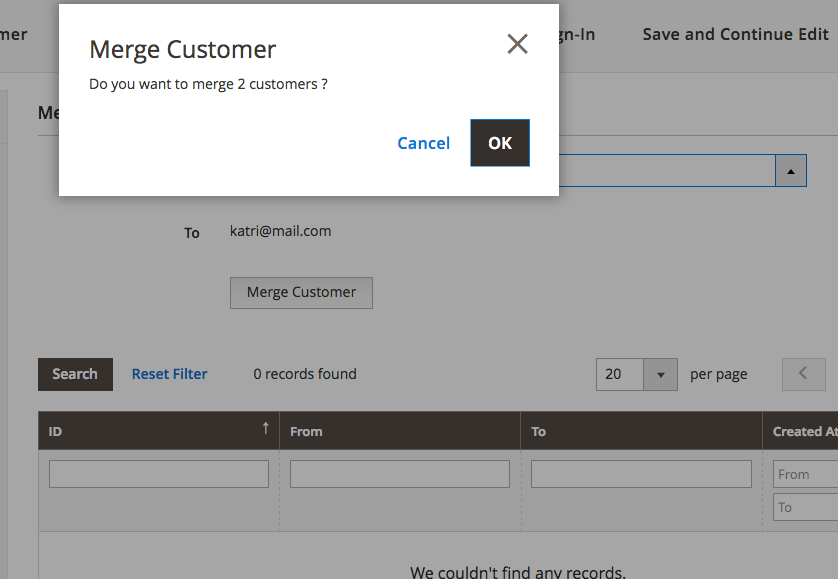 mer
gn-In
Save and Continue Edit
Merge Customer
Do you want to merge 2 customers ?
Cancel
OK
Me
To
katri@mail.com
Merge Customer
Search
Reset Filter
0 records found
20
per page
ID
From
To
Created At
From
To
We couldn't find any records.